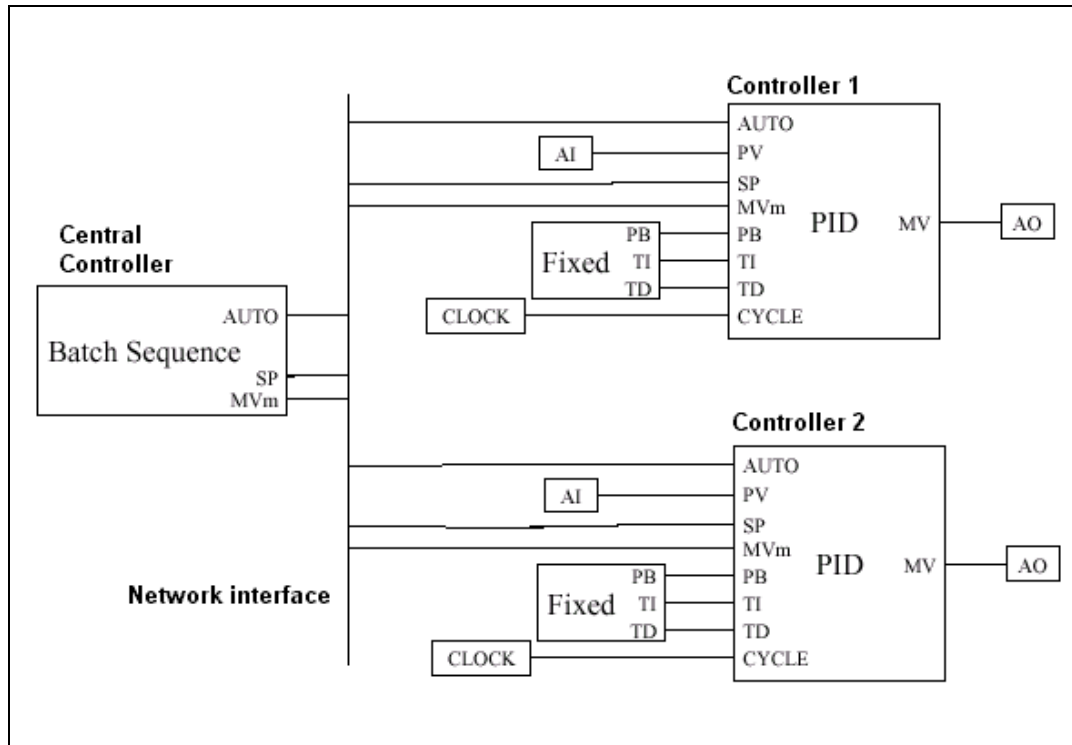 Controller 1
AUTO
AI
PV
SP
MVm
PID
MV
AO
Fixed
PB
TI
TD
PB
TI
TD
CLOCK
CYCLE
Central
Controller
AUTO
Batch Sequence
SP
MVm
Controller 2
AUTO
AI
PV
SP
MVm
PID
MV
AO
Network interface
Fixed
PB
TI
TD
PB
TI
TD
CLOCK
CYCLE